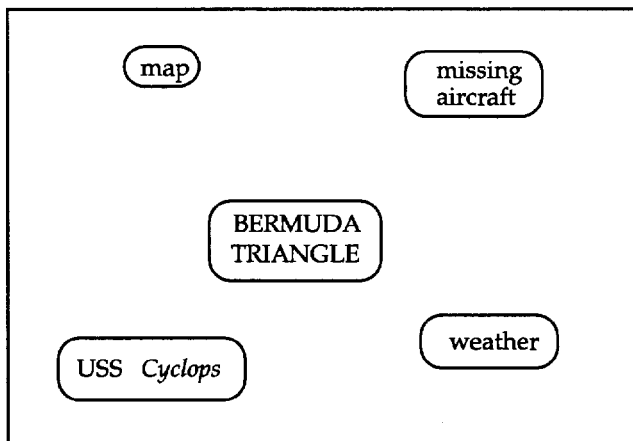 map
missing
aircraft
BERMUDA
TRIANGLE
weather
USS Cyclops